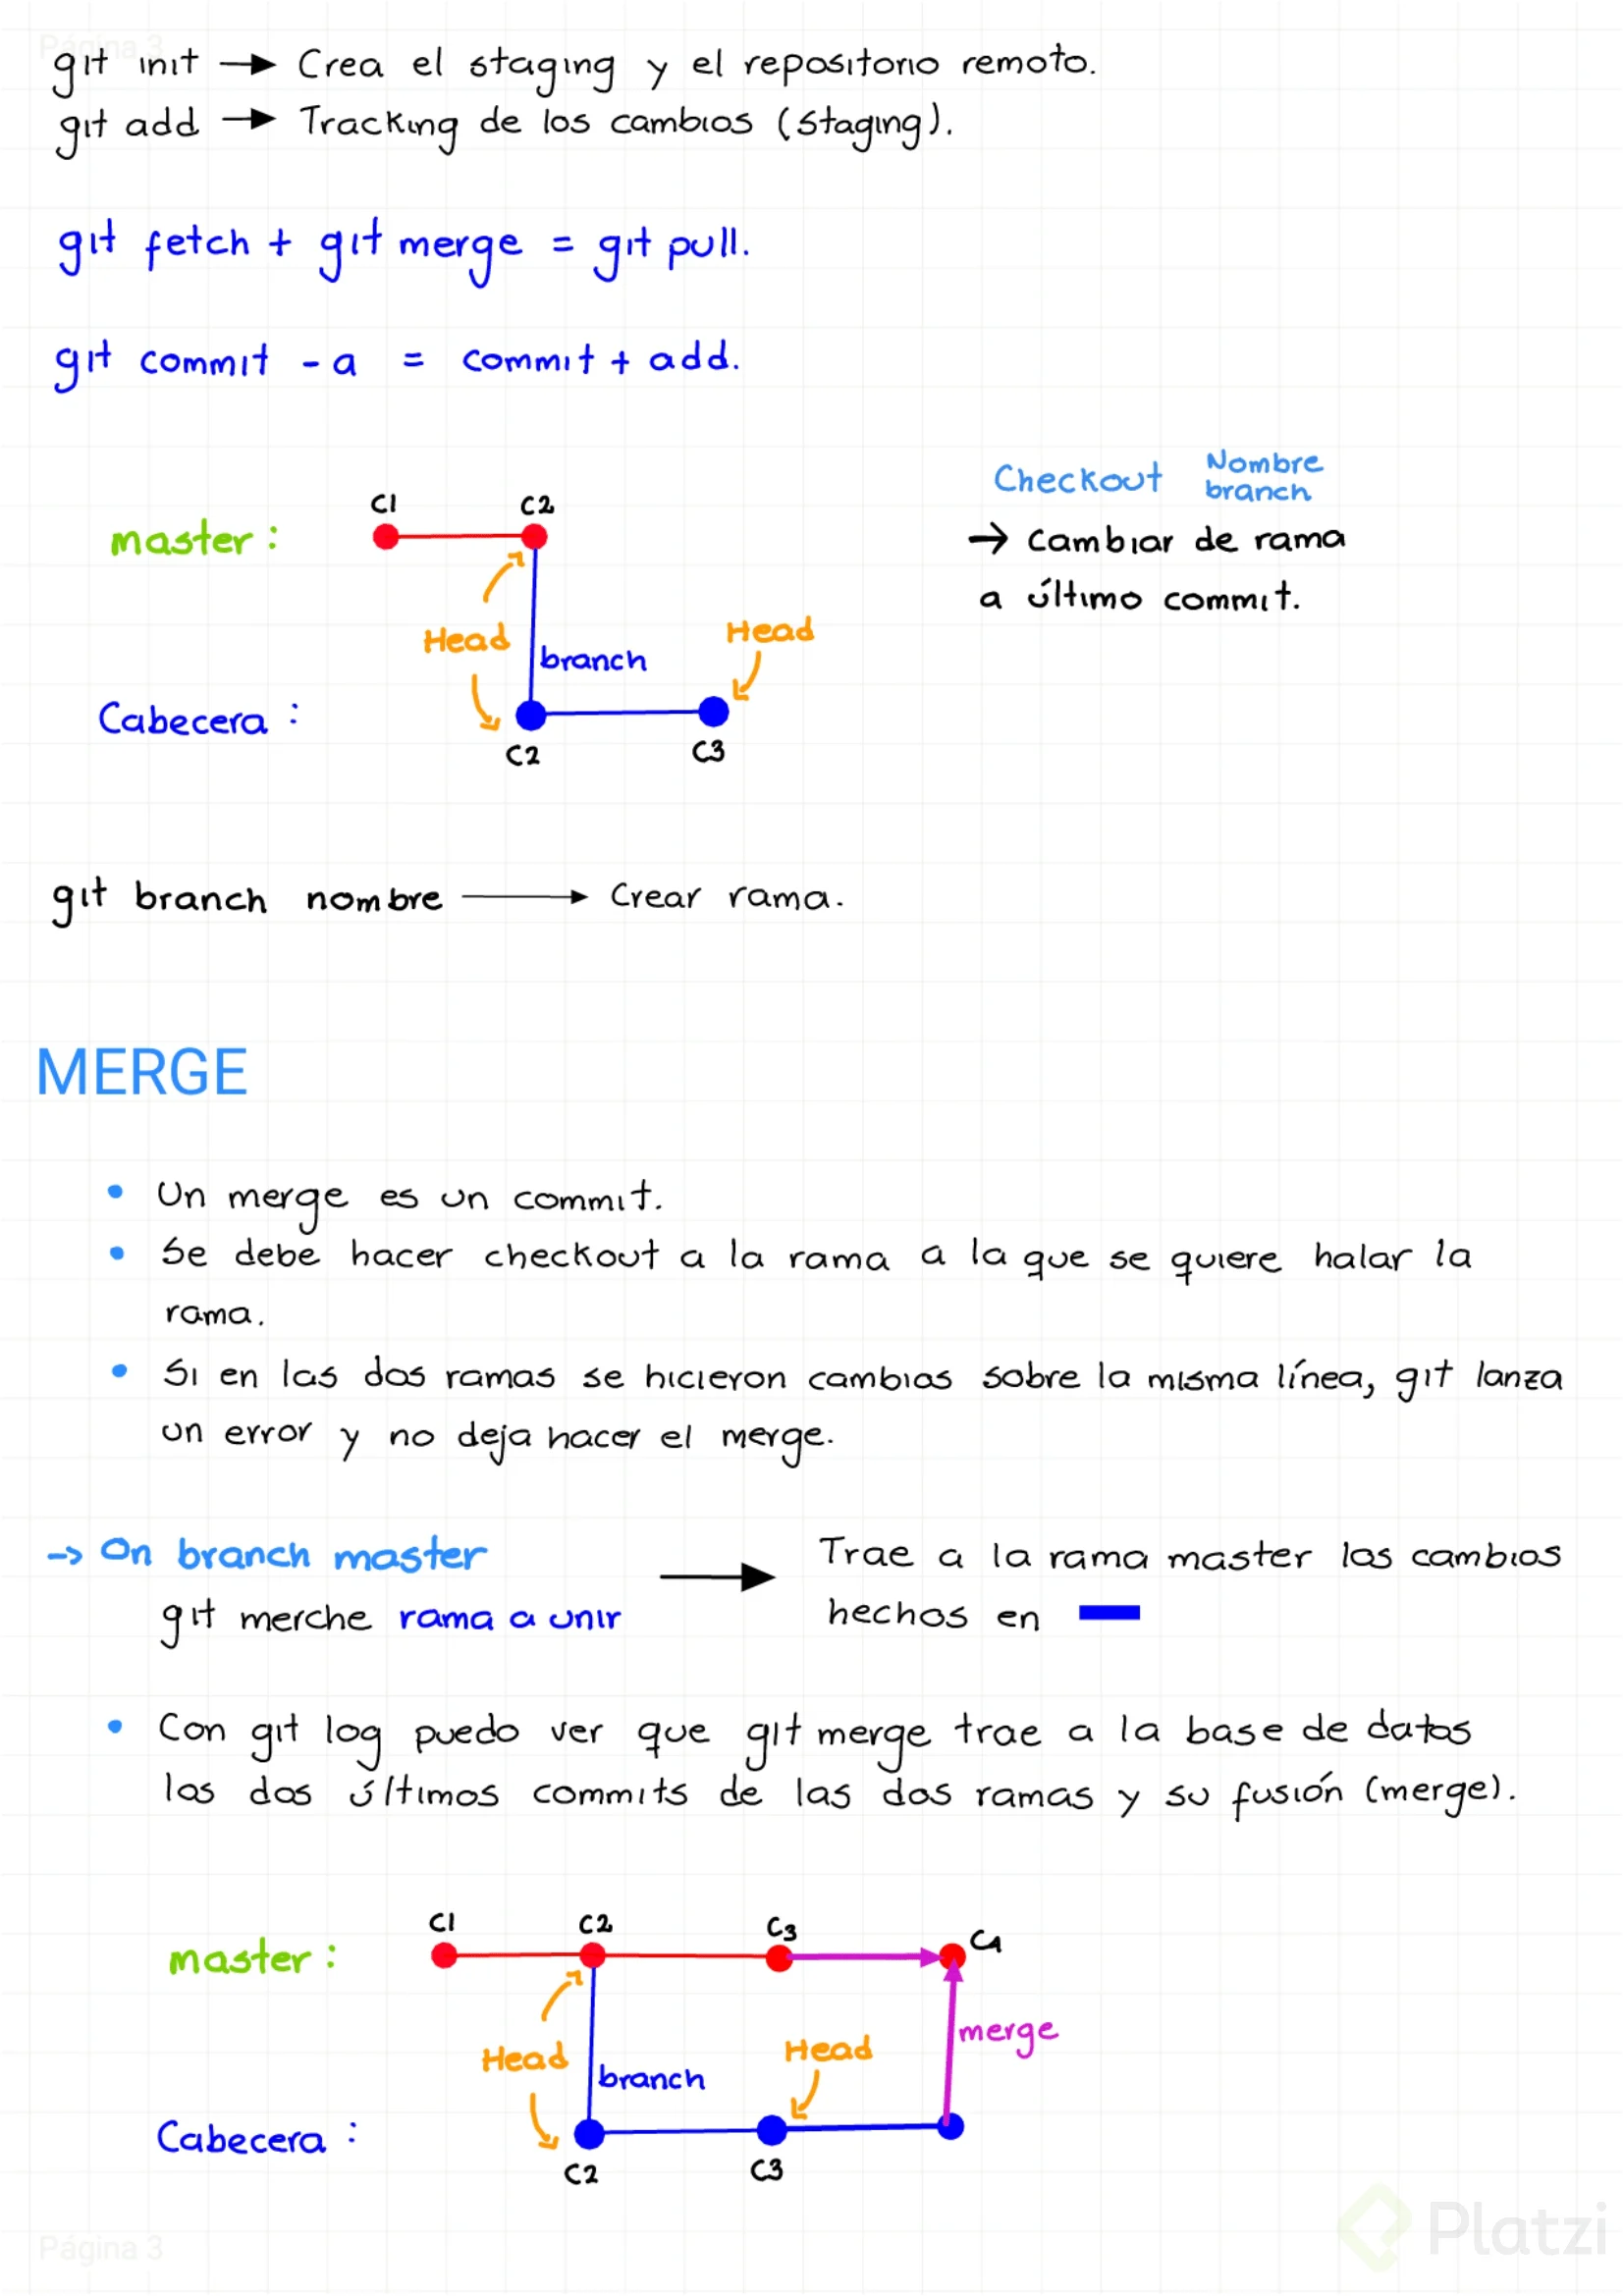 Página 3
git init → Crea el staging y el repositorio remoto.
git add → Tracking de los cambios (Staging).
git fetch + git merge = git pull.
git commit -a = commit + add.
Checkout Nombre branch
→ Cambiar de rama
a último commit.
C1 C2
master:
Head
Head
branch
Cabecera:
C2 C3
git branch nombre → Crear rama.
MERGE
• Un merge es un commit.
• Se debe hacer checkout a la rama a la que se quiere halar la
rama.
• Si en las dos ramas se hicieron cambios sobre la misma línea, git lanza
un error y no deja hacer el merge.
-> On branch master → Trae a la rama master los cambios
git merche rama a unir hechos en
• Con git log puedo ver que git merge trae a la base de datos
los dos últimos commits de las dos ramas y su fusión (merge).
C1 C2 C3 C4
master:
merge
Head
Head
branch
Cabecera:
C2 C3
Página 3
Platzi